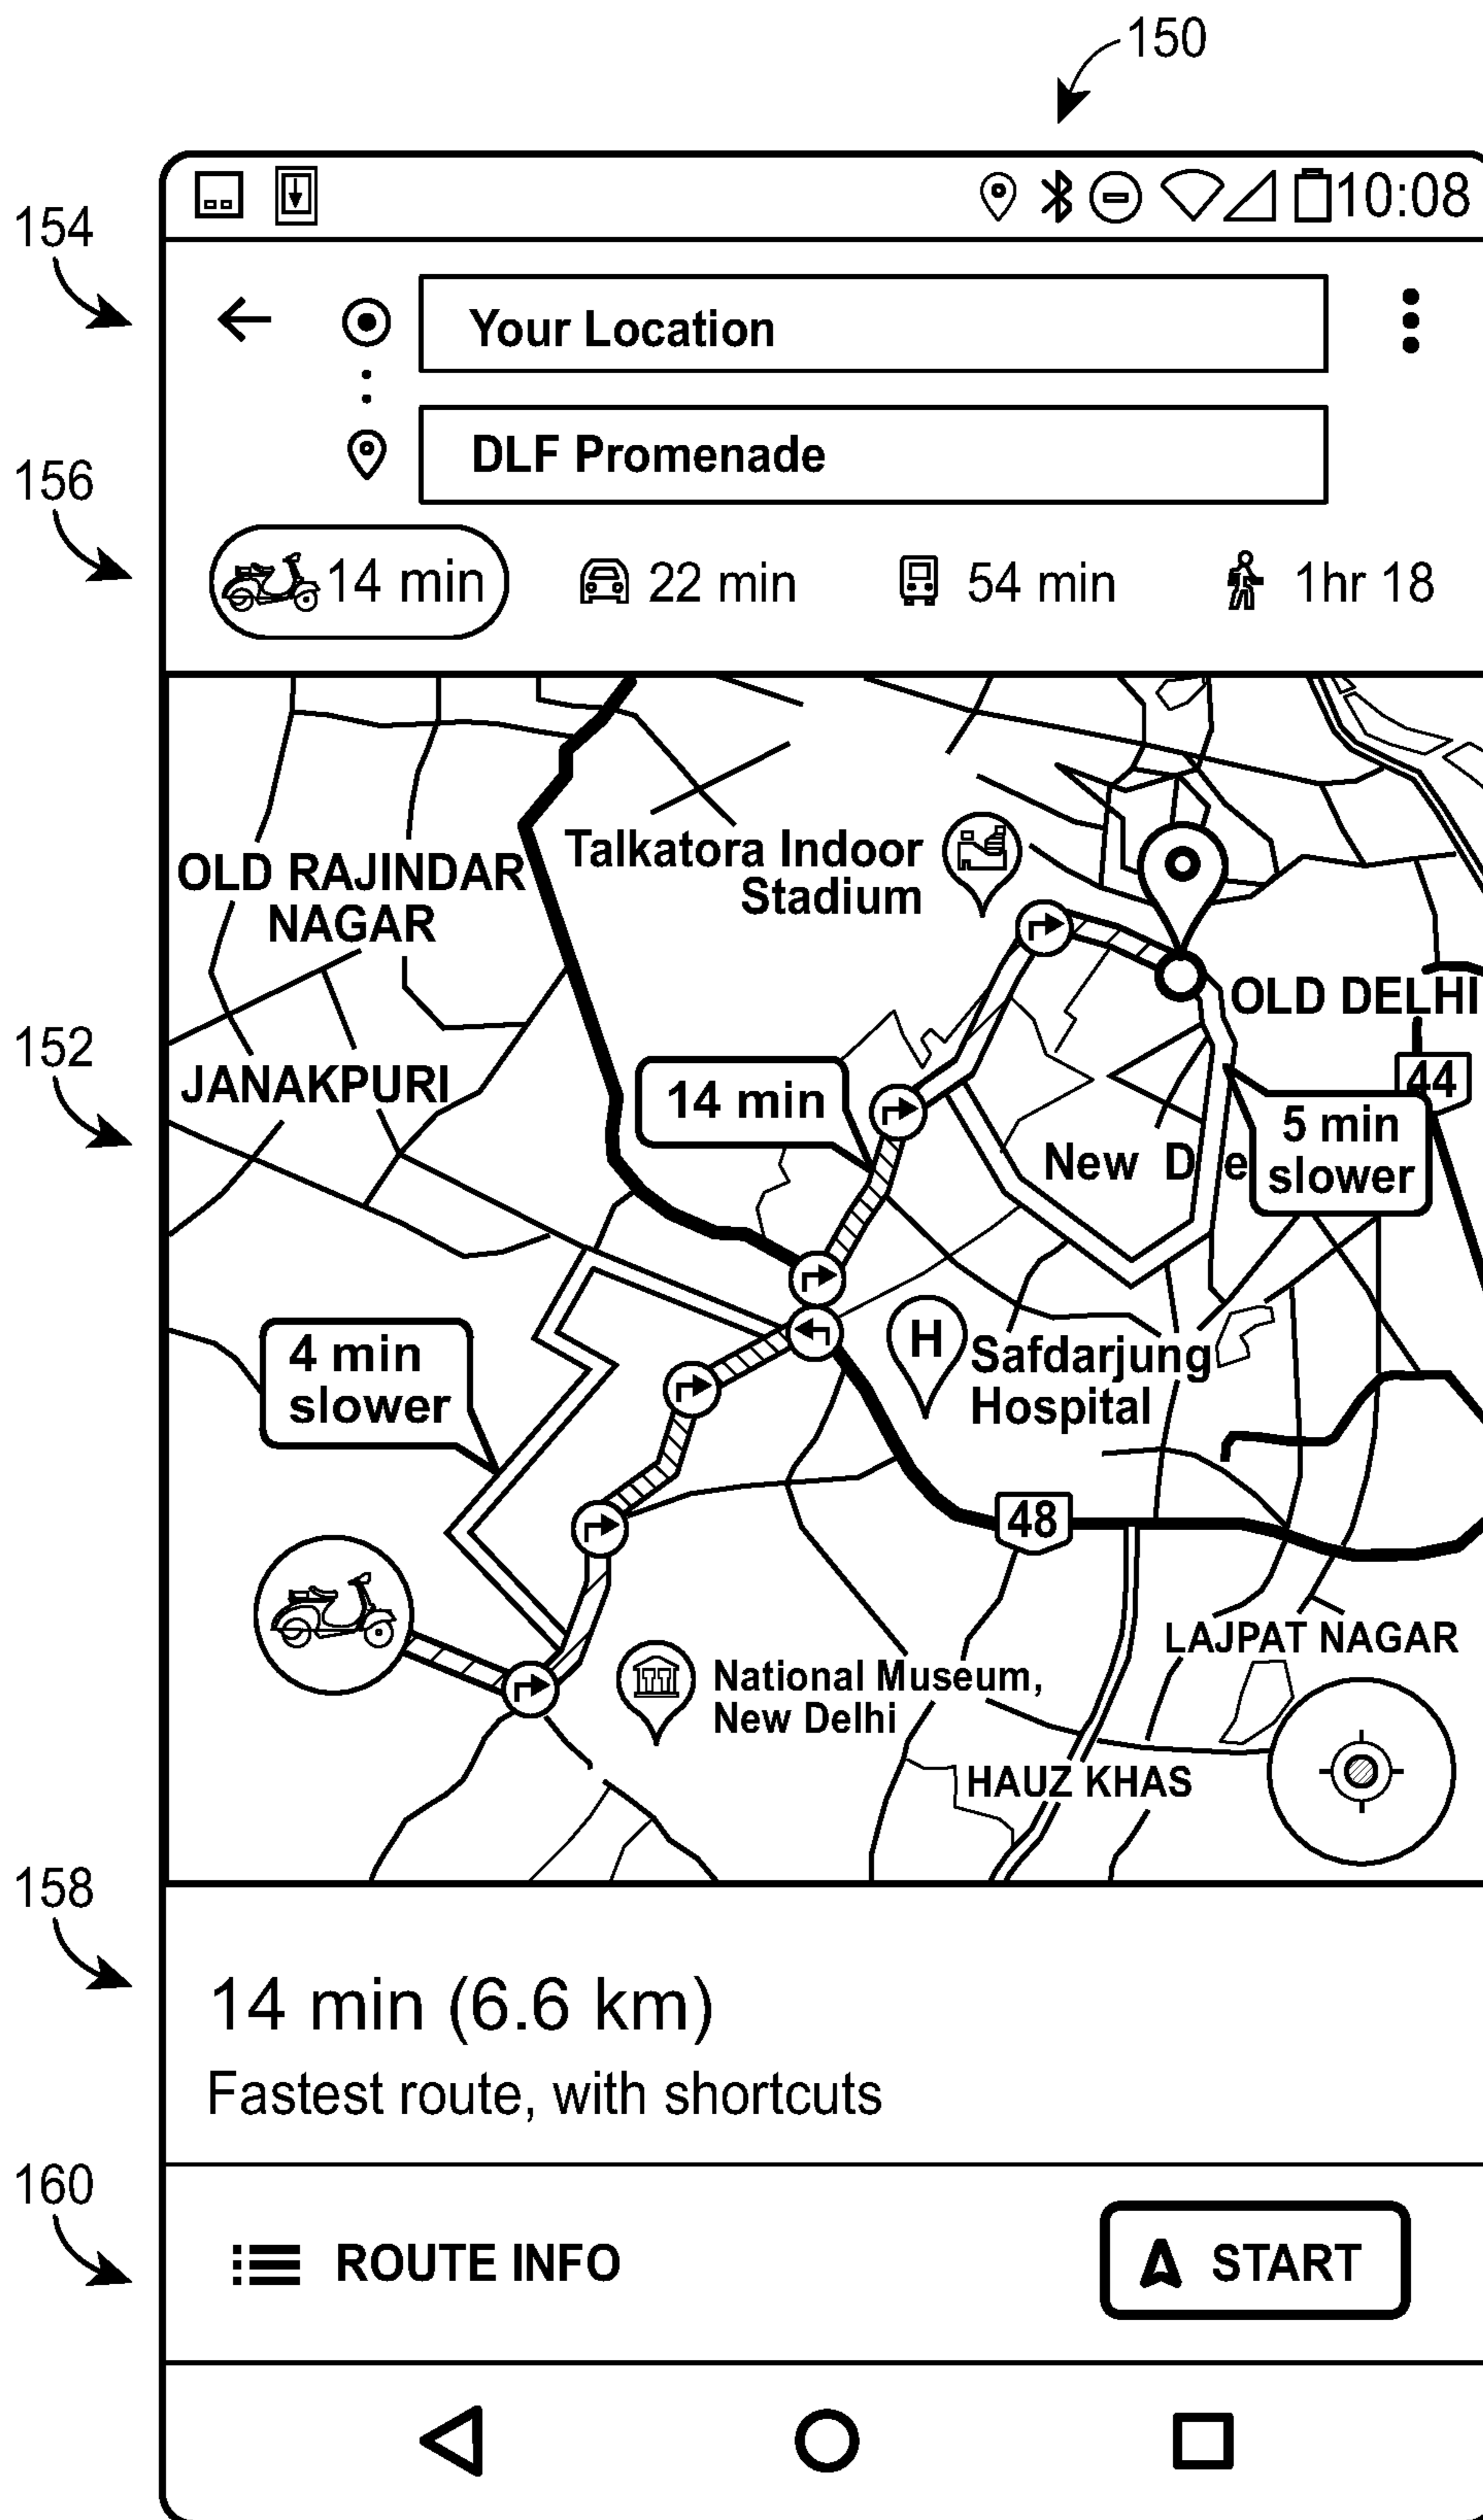 150
10:08
154
Your Location
DLF Promenade
156
14 min
22 min
54 min
1hr 18
Talkatora Indoor
Stadium
OLD RAJINDAR
NAGAR
OLD DELHI
152
JANAKPURI
14 min
44
5 min
slower
New De
H
Safdarjung
Hospital
4 min
slower
48
LAJPAT NAGAR
National Museum,
New Delhi
HAUZ KHAS
158
14 min (6.6 km)
Fastest route, with shortcuts
160
ROUTE INFO
START